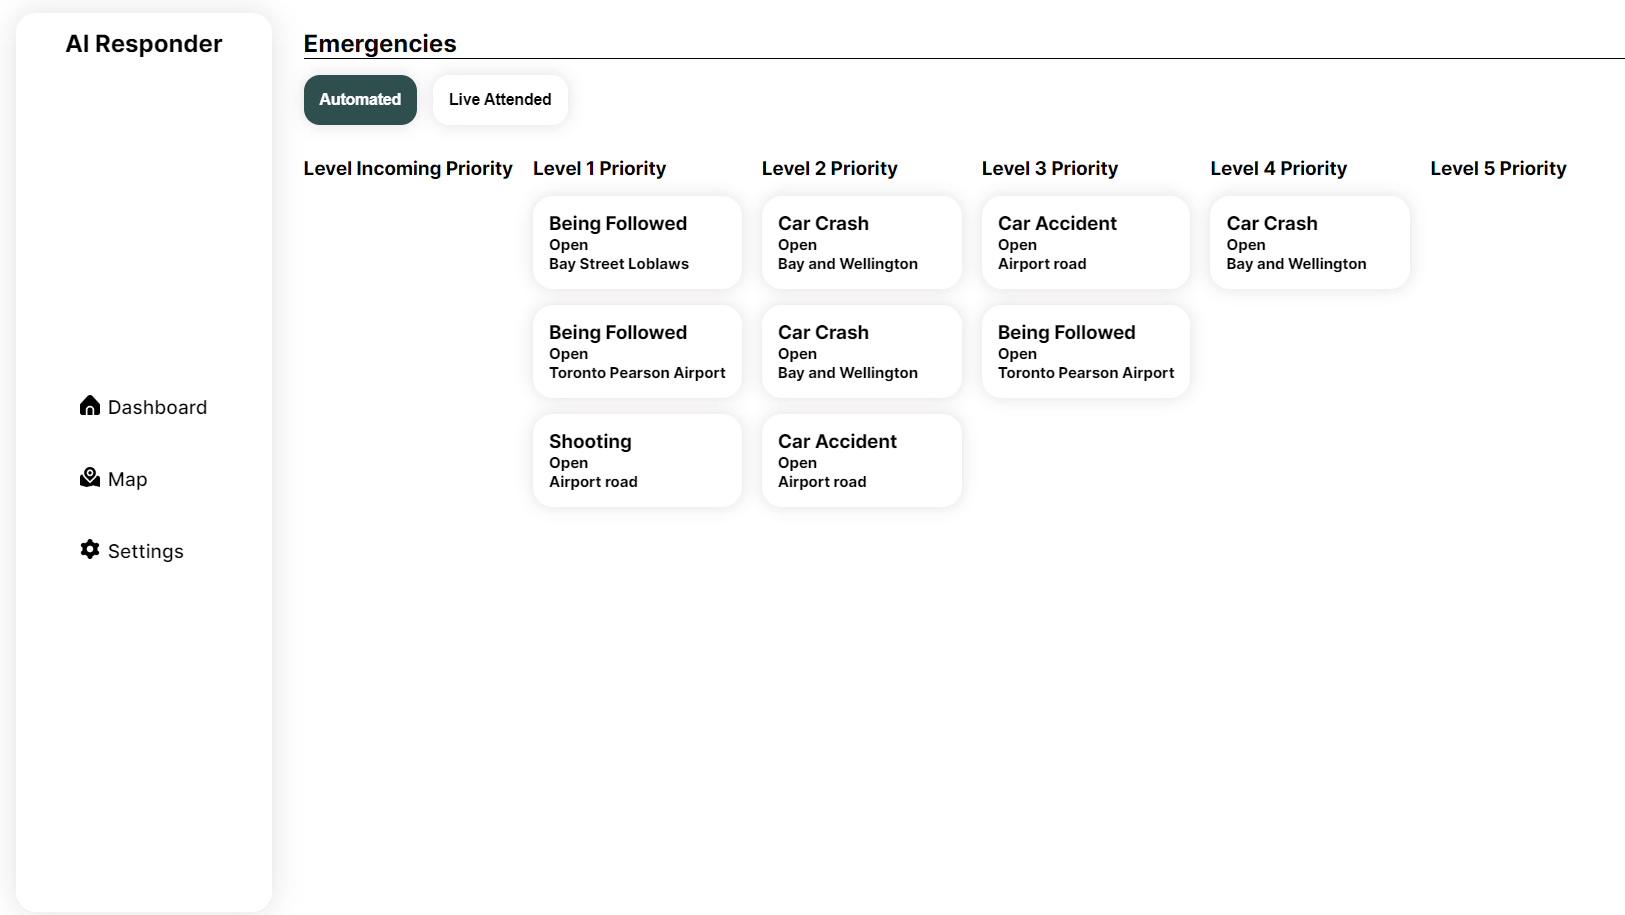 AI Responder
Dashboard
Map
Settings
Emergencies
Automated
Live Attended
Level Incoming Priority
Level 1 Priority
Being Followed
Open
Bay Street Loblaws
Being Followed
Open
Toronto Pearson Airport
Shooting
Open
Airport road
Level 2 Priority
Car Crash
Open
Bay and Wellington
Car Crash
Open
Bay and Wellington
Car Accident
Open
Airport road
Level 3 Priority
Car Accident
Open
Airport road
Being Followed
Open
Toronto Pearson Airport
Level 4 Priority
Car Crash
Open
Bay and Wellington
Level 5 Priority